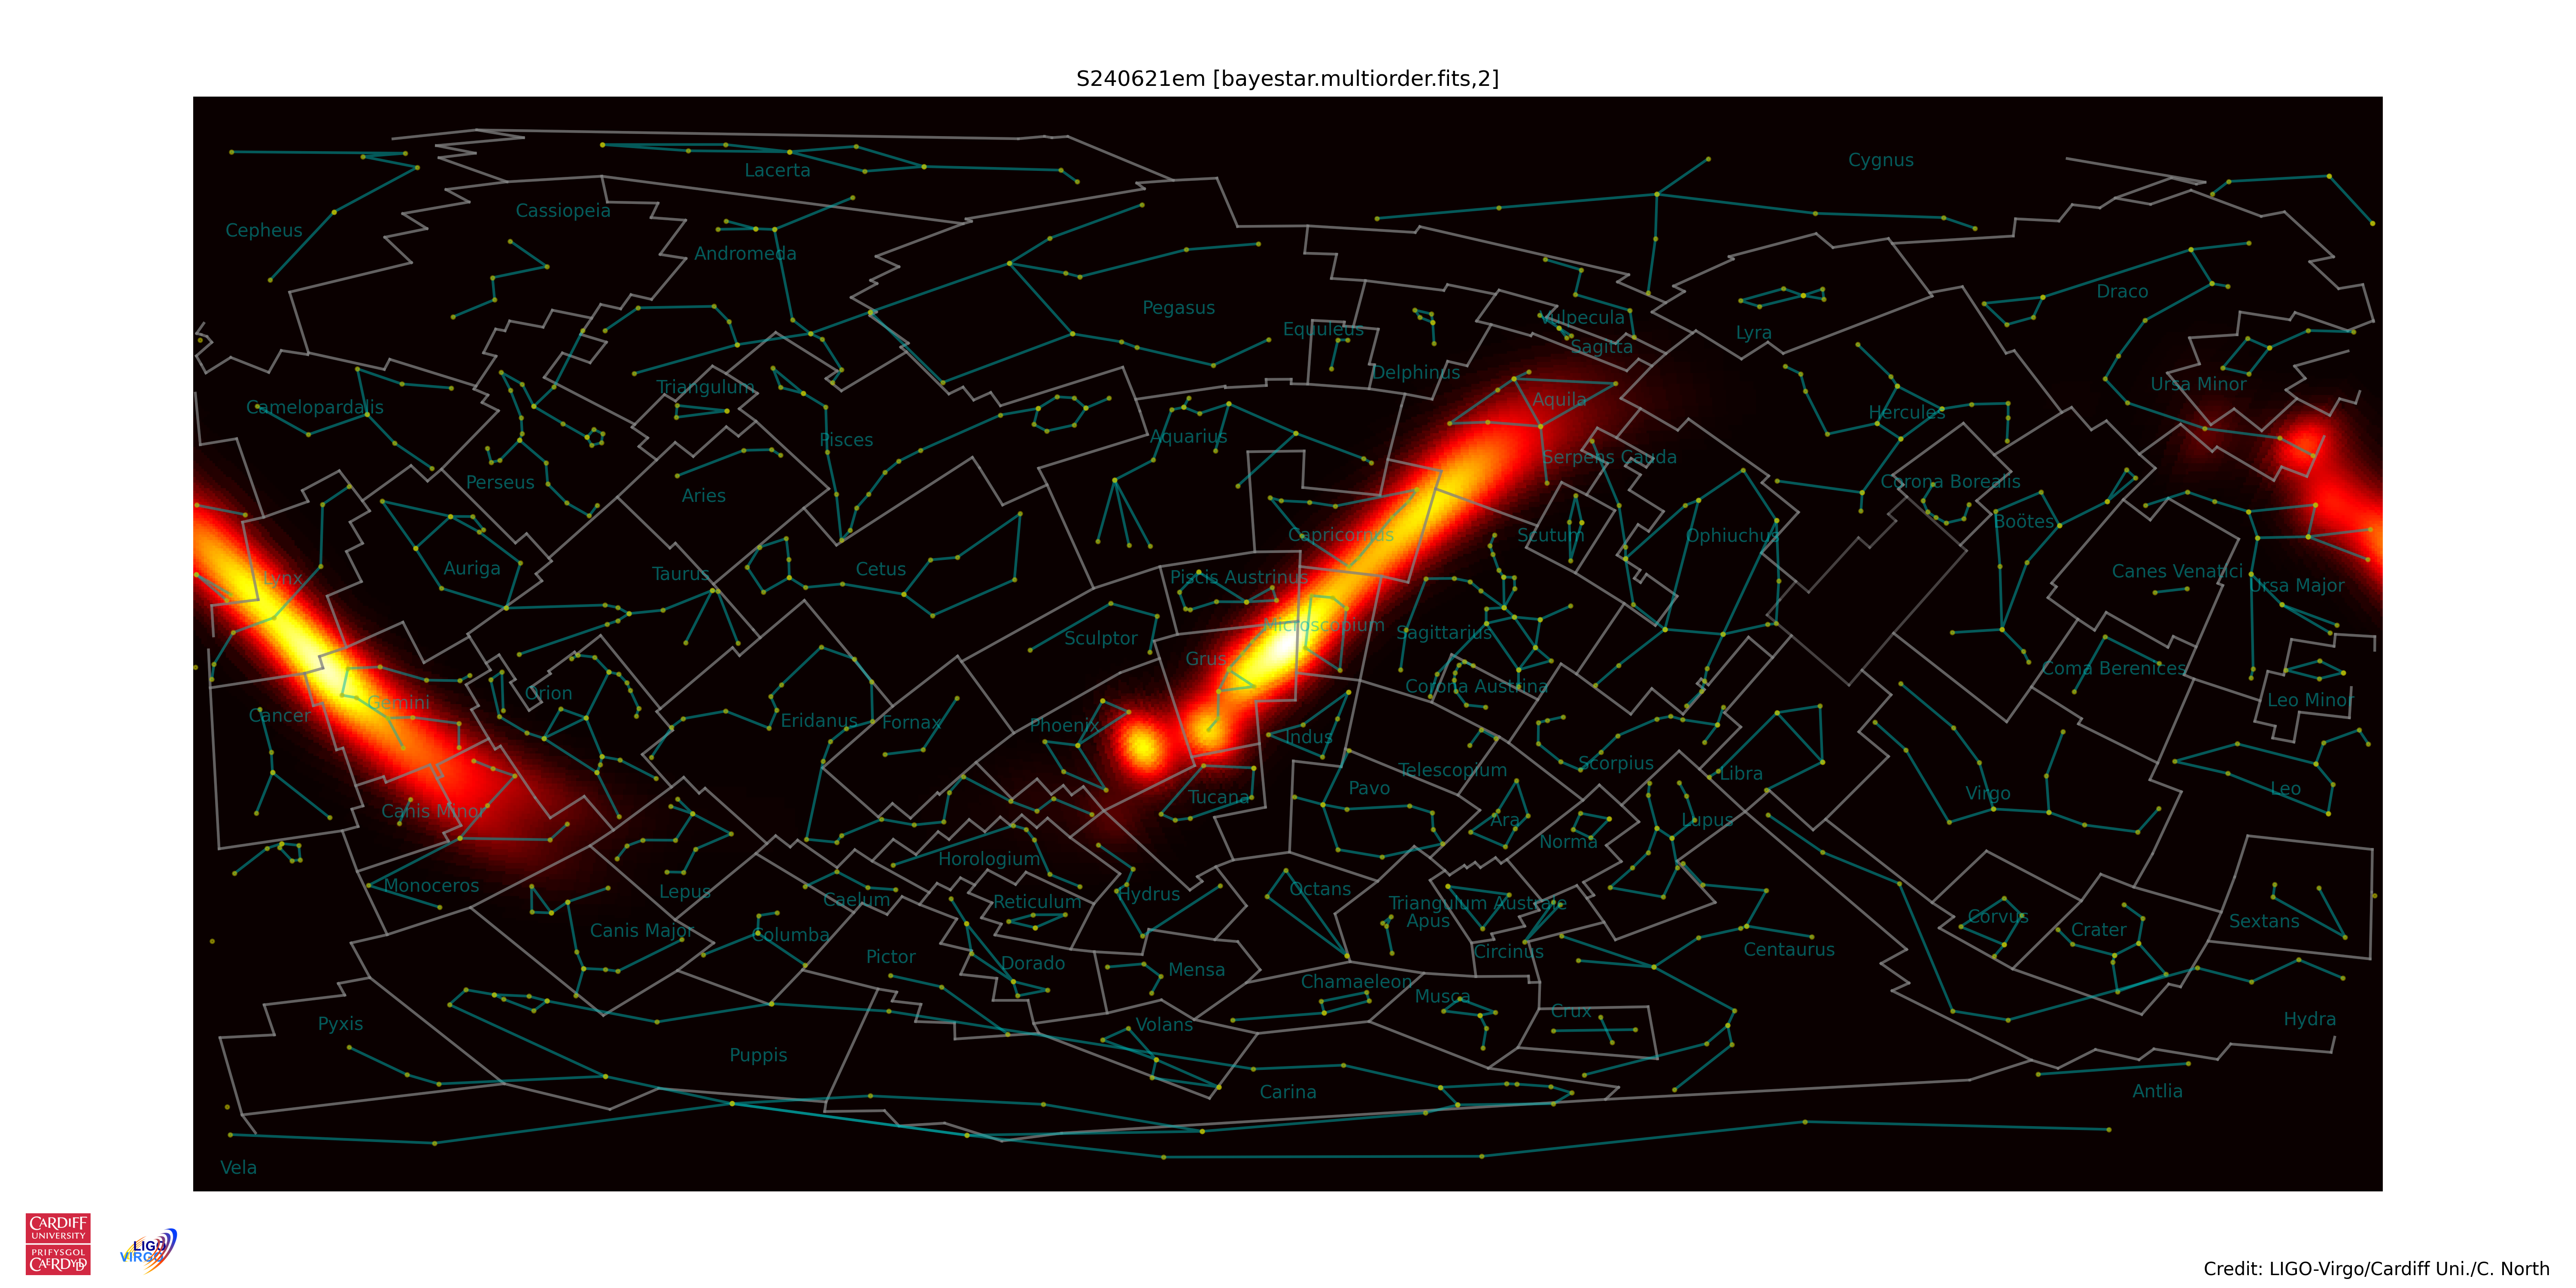 S240621em [bayestar.multiorder.fits,2]
Cygnus
Lacerta
Cassiopeia
Cepheus
Andromeda
Draco
Pegasus
Vulpecula
Equuleus
Lyra
Sagitta
Delphinus
Ursa Minor
Triangulum
Aquila
Camelopardalis
Hercules
Aquarius
Pisces
Serpens Cauda
Perseus
Corona Borealis
Aries
Boötes
Capricornus
Scutum
Ophiuchus
Auriga
Cetus
Canes Venatici
Taurus
Lynx
Piscis Austrinus
Ursa Major
Microscopium
Sagittarius
Sculptor
Grus
Coma Berenices
Corona Austrina
Orion
Gemini
Leo Minor
Cancer
Eridanus
Fornax
Phoenix
Indus
Scorpius
Telescopium
Libra
Pavo
Leo
Virgo
Tucana
Canis Minor
Ara
Lupus
Norma
Horologium
Monoceros
Octans
Lepus
Hydrus
Caelum
Reticulum
Triangulum Australe
Corvus
Apus
Sextans
Canis Major
Crater
Columba
Centaurus
Circinus
Pictor
Dorado
Mensa
Chamaeleon
Musca
Crux
Hydra
Pyxis
Volans
Puppis
Carina
Antlia
Vela
CARDIFF
UNIVERSITY
PRIFYSGOL
CAERDYDD
LIGO
VIRGO
Credit: LIGO-Virgo/Cardiff Uni./C. North